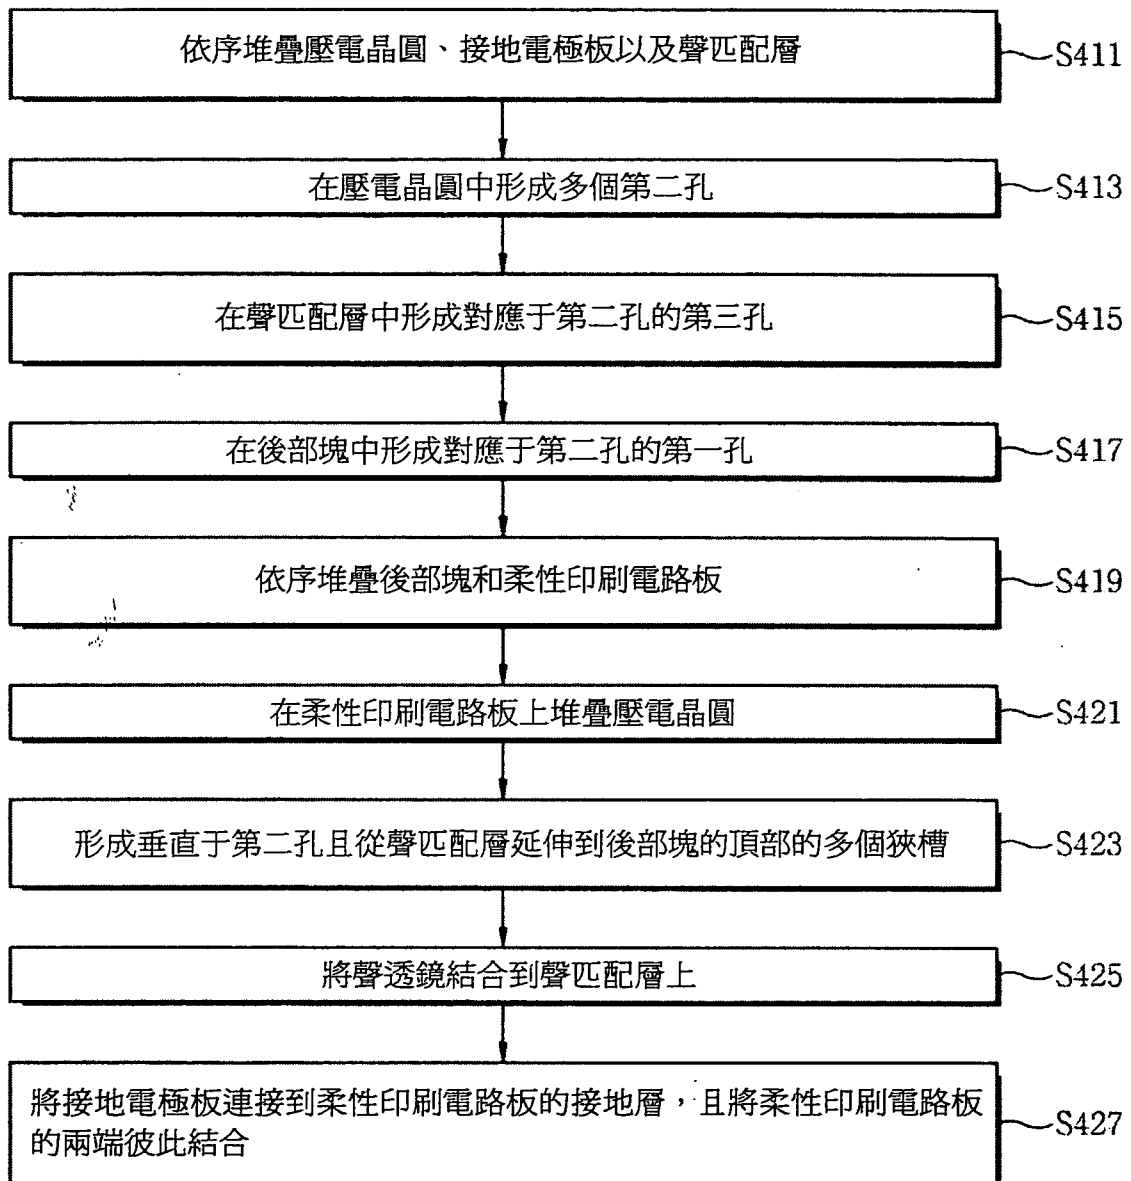 依序堆疊壓電晶圓、接地電極板以及聲匹配層
S411
在壓電晶圓中形成多個第二孔
S413
在聲匹配層中形成對應于第二孔的第三孔
S415
在後部塊中形成對應于第二孔的第一孔
S417
依序堆疊後部塊和柔性印刷電路板
S419
在柔性印刷電路板上堆疊壓電晶圓
S421
形成垂直于第二孔且從聲匹配層延伸到後部塊的頂部的多個狹槽
S423
將聲透鏡結合到聲匹配層上
S425
將接地電極板連接到柔性印刷電路板的接地層，且將柔性印刷電路板
的兩端彼此結合
S427